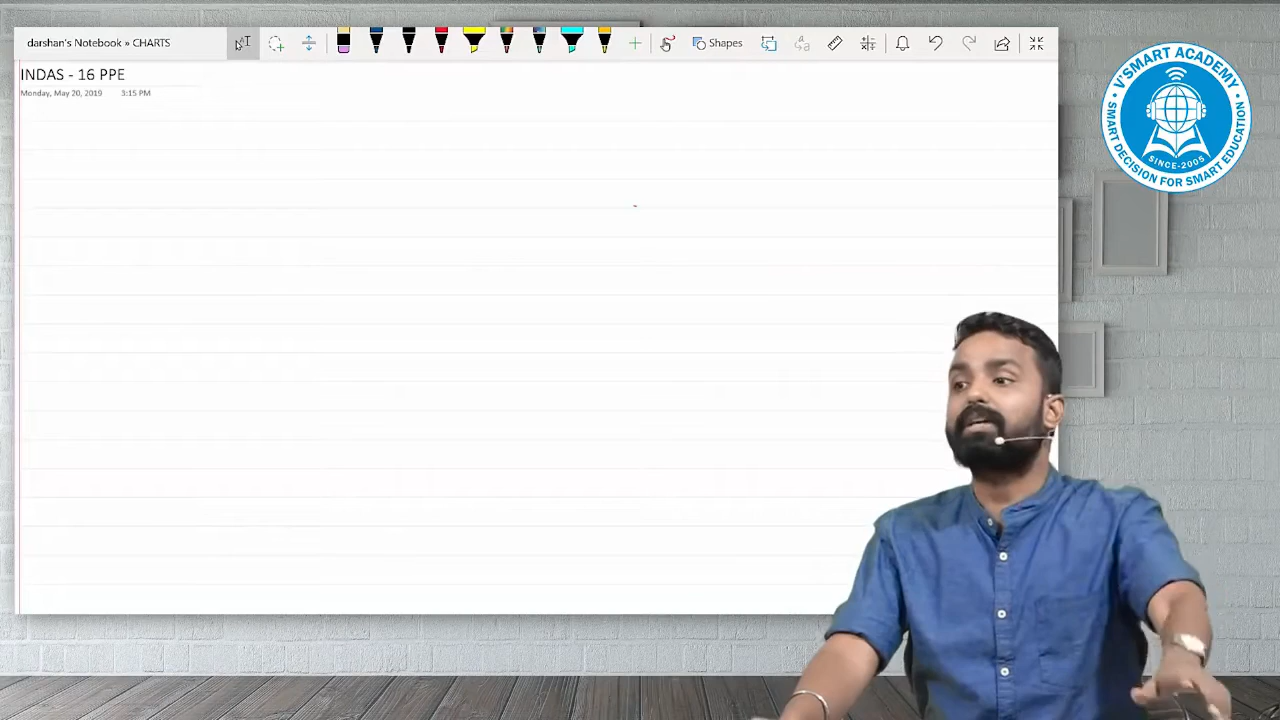 darshan's Notebook » CHARTS
Shapes
INDAS - 16 PPE
Monday, May 20, 2019 3:15 PM
V'SMART ACADEMY
SINCE-2005
SMART DECISION FOR SMART EDUCATION